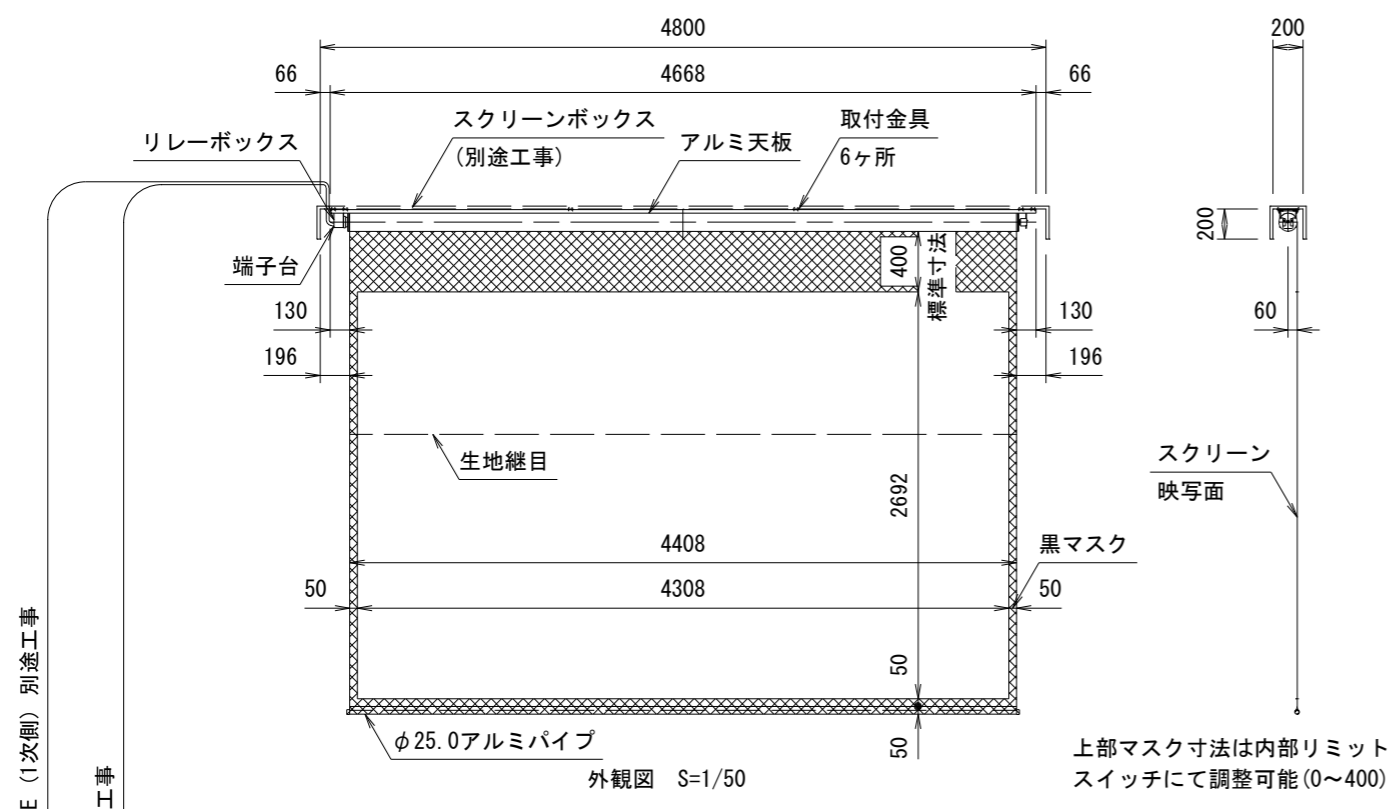 4800
200
66
4668
66
リレーボックス
スクリーンボックス
(別途工事)
アルミ天板
取付金具
6ヶ所
端子台
400
標準寸法
200
130
130
60
196
196
生地継目
2692
スクリーン
映写面
4408
黒マスク
50
4308
50
50
φ25.0アルミパイプ
50
外観図 S=1/50
上部マスク寸法は内部リミット
スイッチにて調整可能(0～400)
E (1次側) 別途工事
工事